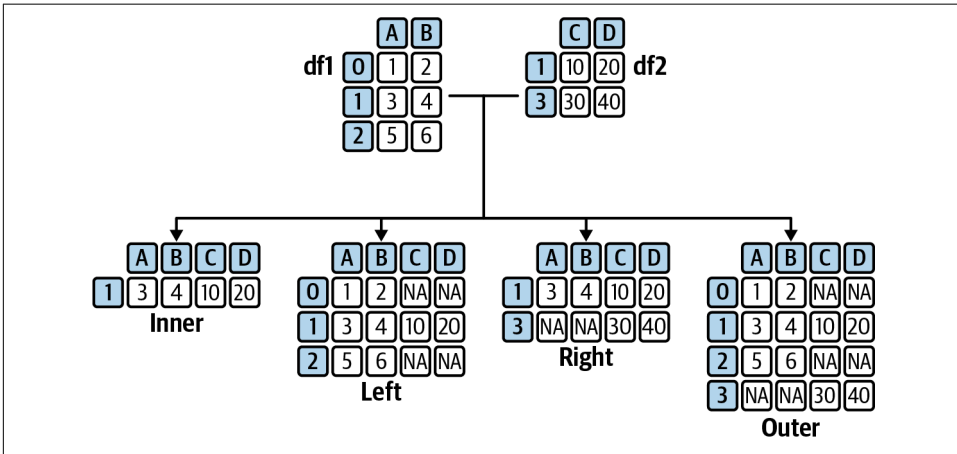 A B
df1 0 1 2
1 3 4
2 5 6
C D
1 10 20 df2
3 30 40
A B C D
1 3 4 10 20
Inner
A B C D
0 1 2 NA NA
1 3 4 10 20
2 5 6 NA NA
Left
A B C D
1 3 4 10 20
3 NA NA 30 40
Right
A B C D
0 1 2 NA NA
1 3 4 10 20
2 5 6 NA NA
3 NA NA 30 40
Outer